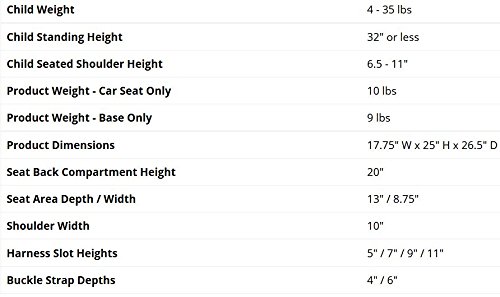 Child Weight 4 - 35 lbs
Child Standing Height 32" or less
Child Seated Shoulder Height 6.5 - 11"
Product Weight - Car Seat Only 10 lbs
Product Weight - Base Only 9 lbs
Product Dimensions 17.75" W x 25" H x 26.5" D
Seat Back Compartment Height 20"
Seat Area Depth / Width 13" / 8.75"
Shoulder Width 10"
Harness Slot Heights 5" / 7" / 9" / 11"
Buckle Strap Depths 4" / 6"